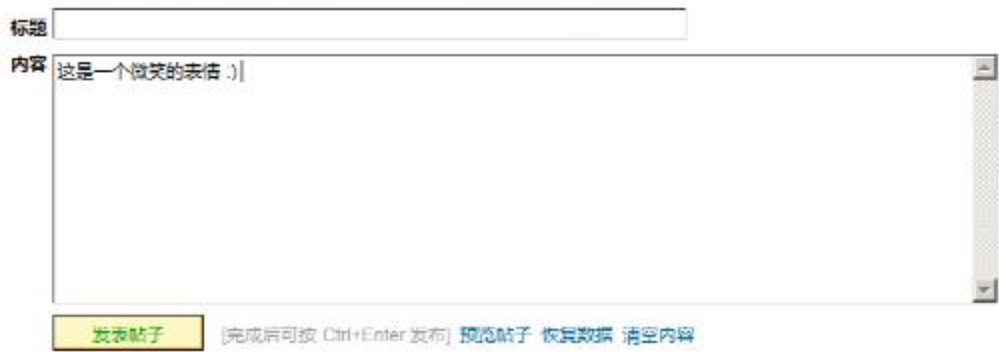 标题
内容 这是一个微笑的表情 :)
发表帖子 [完成后可按 Ctrl+Enter 发布] 预览帖子 恢复数据 清空内容